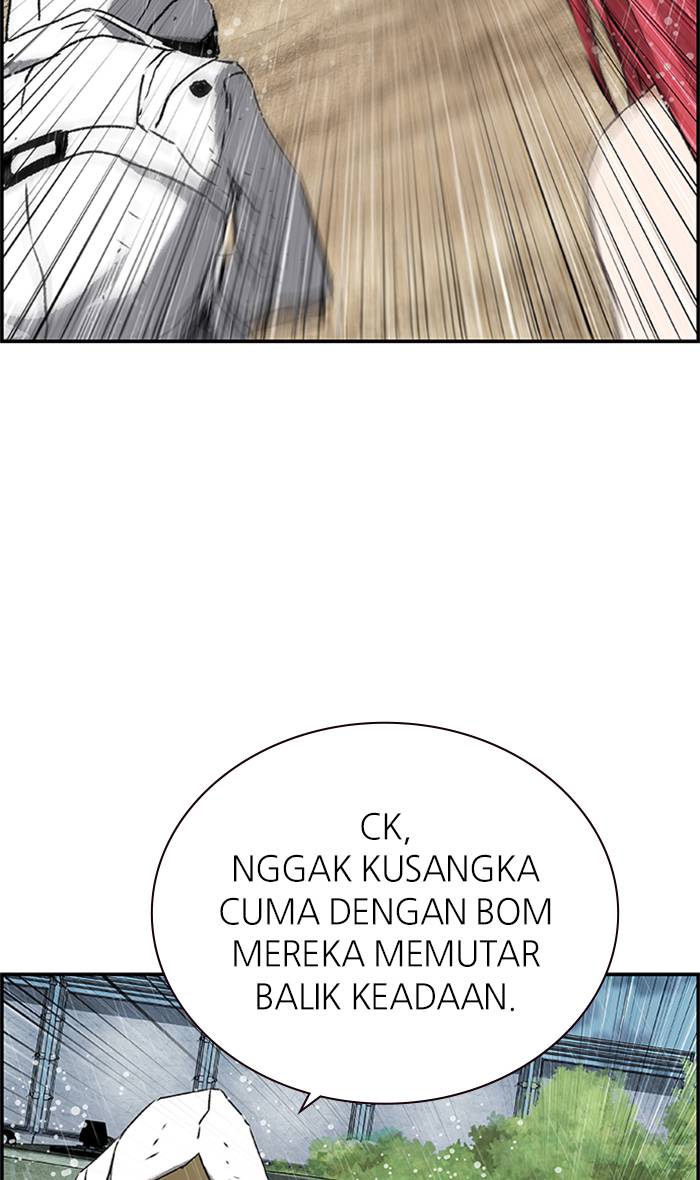 CK,
NGGAK KUSANGKA
CUMA DENGAN BOM
MEREKA MEMUTAR
BALIK KEADAAN.